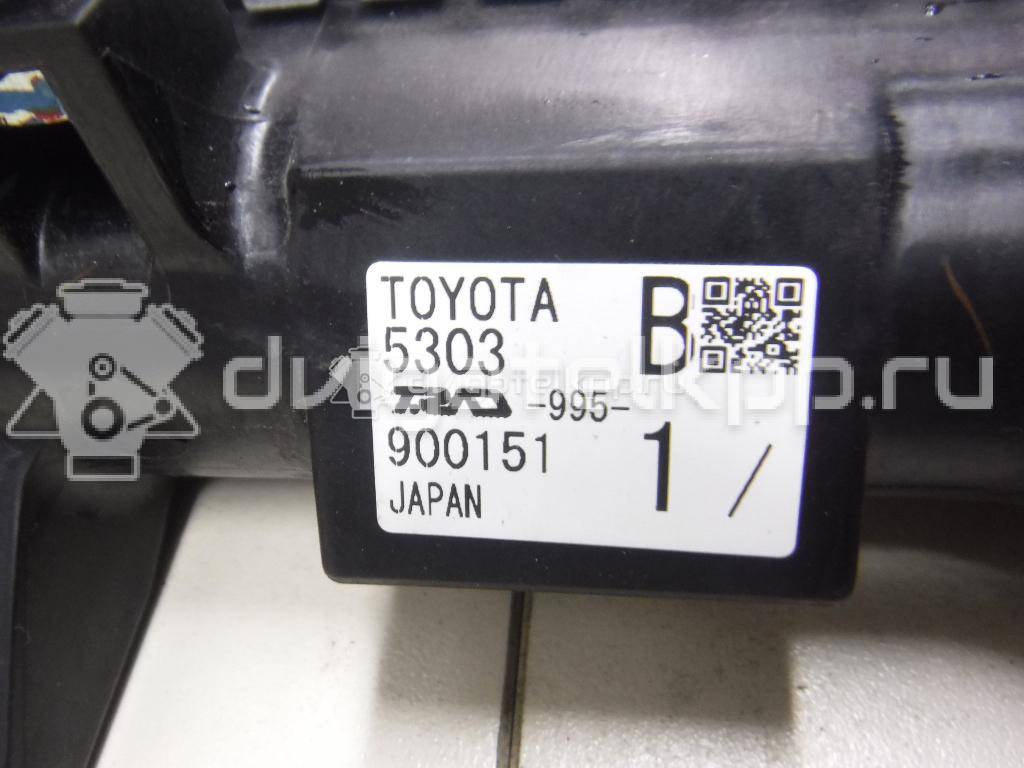 TOYOTA
5303
-995-
900151
JAPAN
B
1 /
dvigatelkpp.ru